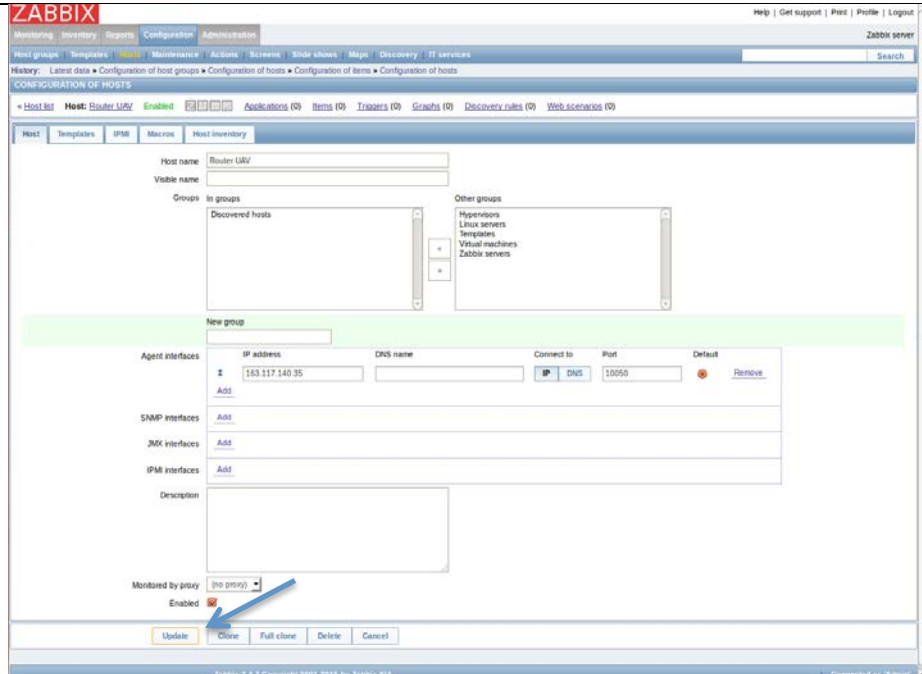 ZABBIX
Help | Get support | Print | Profile | Logout
Monitoring Inventory Reports Configuration Administration
Zabbix server
Host groups | Templates | Hosts | Maintenance | Actions | Screens | Slide shows | Maps | Discovery | IT services
Search
History: Latest data » Configuration of host groups » Configuration of hosts » Configuration of items » Configuration of hosts
CONFIGURATION OF HOSTS
« Host list Host: Router UAV Enabled Applications (0) Items (0) Triggers (0) Graphs (0) Discovery rules (0) Web scenarios (0)
Host Templates IPMI Macros Host inventory
Host name Router UAV
Visible name
Groups In groups Other groups
Discovered hosts
Hypervisors
Linux servers
Templates
Virtual machines
Zabbix servers
New group
Agent interfaces IP address DNS name Connect to Port Default
163.117.140.35 IP DNS 10050 Remove
Add
SNMP interfaces Add
JMX interfaces Add
IPMI interfaces Add
Description
Monitored by proxy (no proxy)
Enabled
Update Clone Full clone Delete Cancel